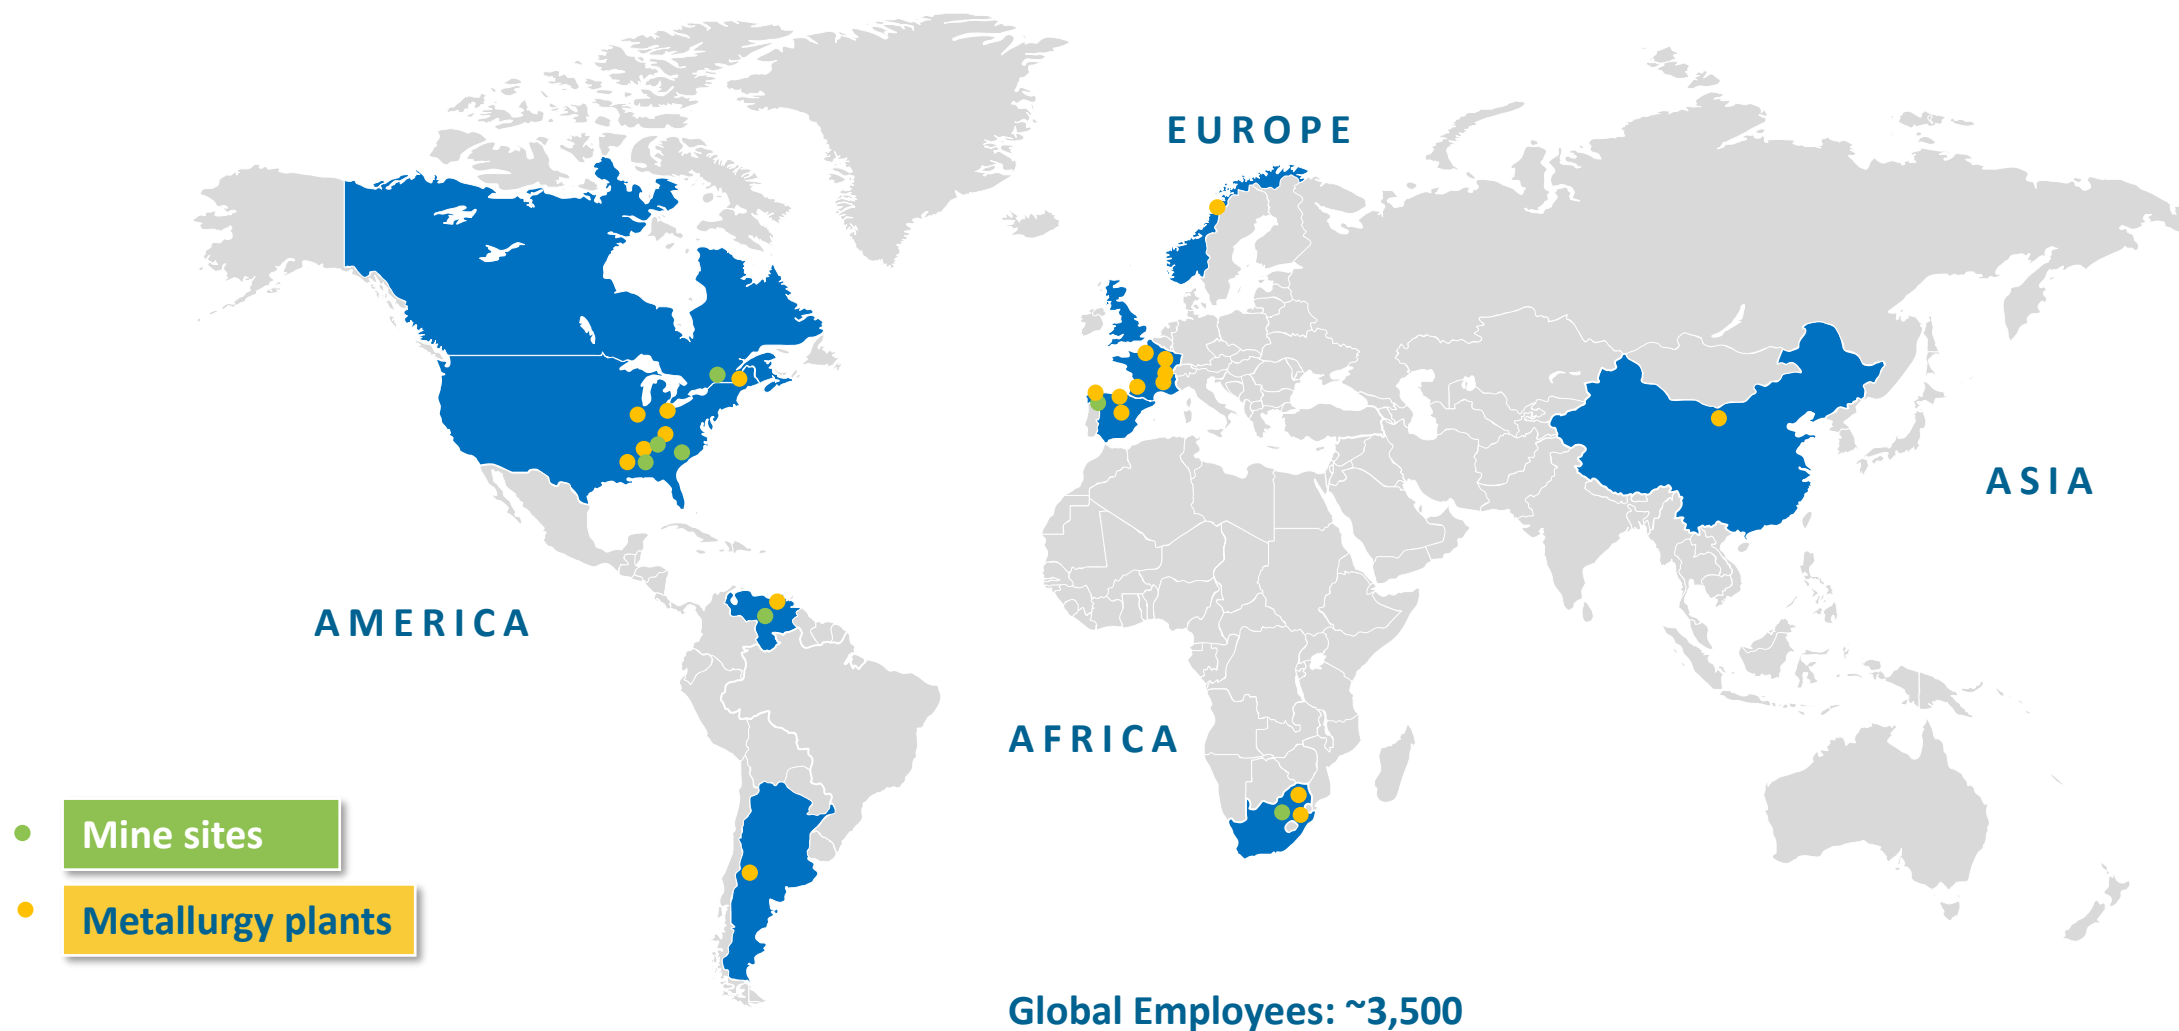 EUROPE
ASIA
AMERICA
AFRICA
Mine sites
Metallurgy plants
Global Employees: ~3,500